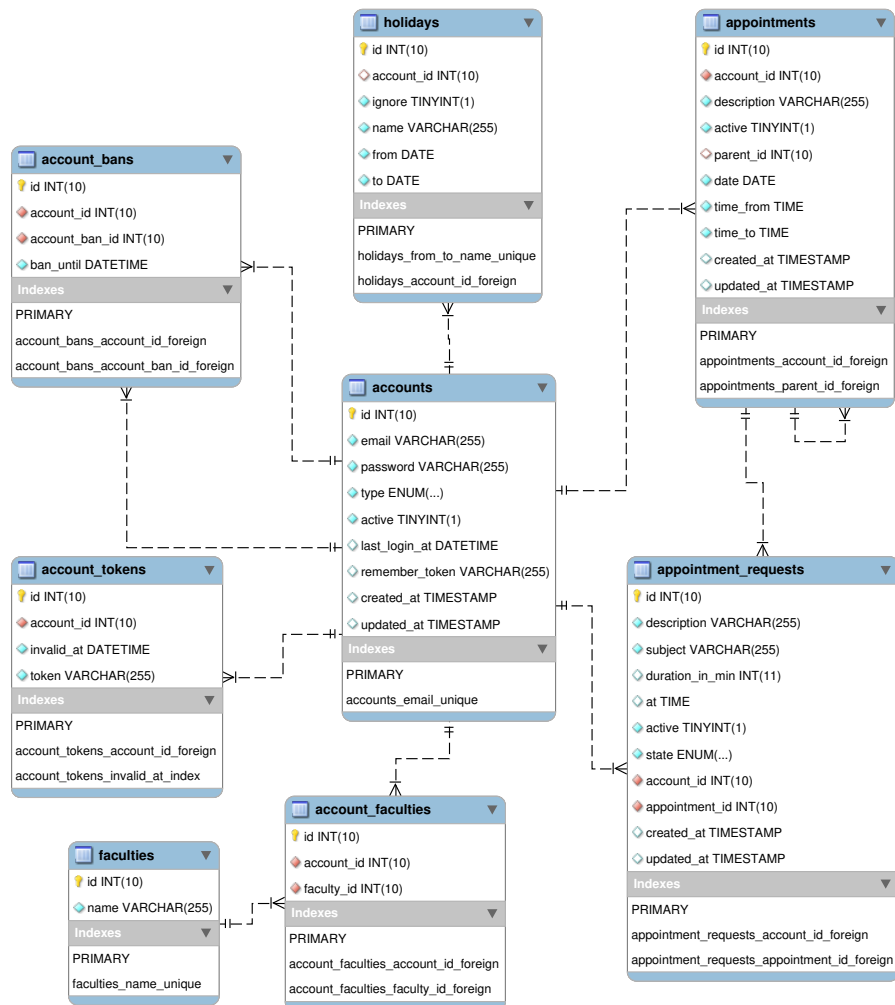 holidays
id INT(10)
account_id INT(10)
ignore TINYINT(1)
name VARCHAR(255)
from DATE
to DATE
Indexes
PRIMARY
holidays_from_to_name_unique
holidays_account_id_foreign
appointments
id INT(10)
account_id INT(10)
description VARCHAR(255)
active TINYINT(1)
parent_id INT(10)
date DATE
time_from TIME
time_to TIME
created_at TIMESTAMP
updated_at TIMESTAMP
Indexes
PRIMARY
appointments_account_id_foreign
appointments_parent_id_foreign
account_bans
id INT(10)
account_id INT(10)
account_ban_id INT(10)
ban_until DATETIME
Indexes
PRIMARY
account_bans_account_id_foreign
account_bans_account_ban_id_foreign
accounts
id INT(10)
email VARCHAR(255)
password VARCHAR(255)
type ENUM(...)
active TINYINT(1)
last_login_at DATETIME
remember_token VARCHAR(255)
created_at TIMESTAMP
updated_at TIMESTAMP
Indexes
PRIMARY
accounts_email_unique
account_tokens
id INT(10)
account_id INT(10)
invalid_at DATETIME
token VARCHAR(255)
Indexes
PRIMARY
account_tokens_account_id_foreign
account_tokens_invalid_at_index
appointment_requests
id INT(10)
description VARCHAR(255)
subject VARCHAR(255)
duration_in_min INT(11)
at TIME
active TINYINT(1)
state ENUM(...)
account_id INT(10)
appointment_id INT(10)
created_at TIMESTAMP
updated_at TIMESTAMP
Indexes
PRIMARY
appointment_requests_account_id_foreign
appointment_requests_appointment_id_foreign
account_faculties
id INT(10)
account_id INT(10)
faculty_id INT(10)
Indexes
PRIMARY
account_faculties_account_id_foreign
account_faculties_faculty_id_foreign
faculties
id INT(10)
name VARCHAR(255)
Indexes
PRIMARY
faculties_name_unique